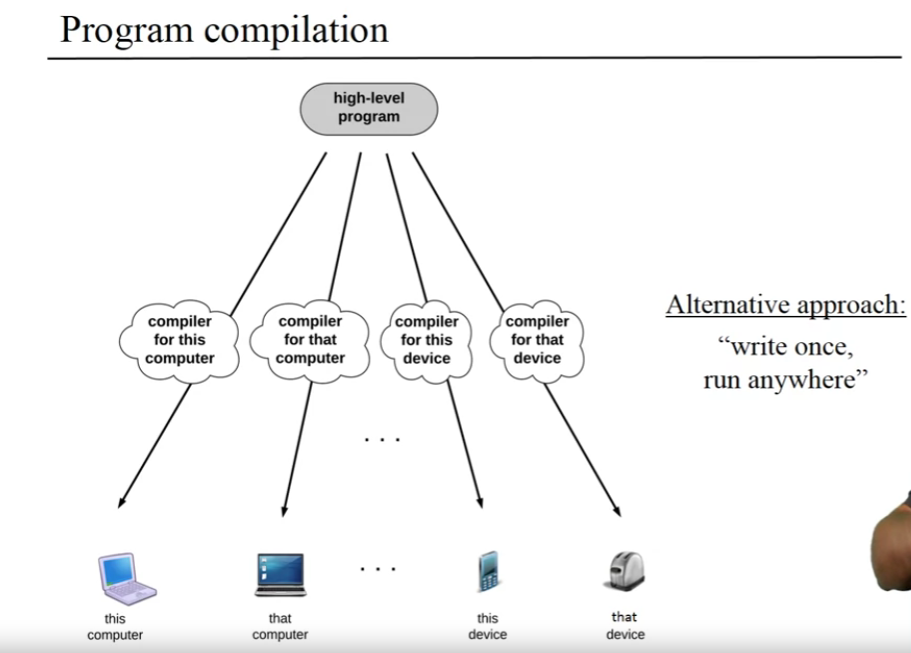 Program compilation
high-level
program
compiler
for this
computer
compiler
for that
computer
compiler
for this
device
compiler
for that
device
Alternative approach:
“write once,
run anywhere”
. . .
. . .
this
computer
that
computer
this
device
that
device